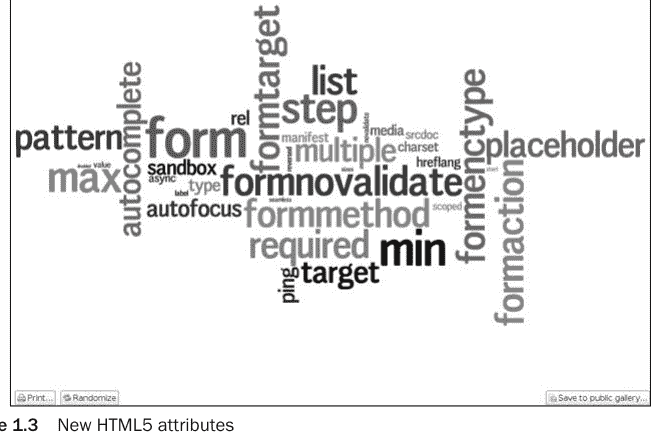 formtarget
list
autocomplete
step
formenctype
rel
media
srcdoc
pattern
form
manifest
multiple
charset
placeholder
value
hreflang
max
sandbox
async
label
type
formnovalidate
formaction
autofocus
formmethod
scoped
required
min
ping
target
Print...
Randomize
Save to public gallery...
e 1.3 New HTML5 attributes